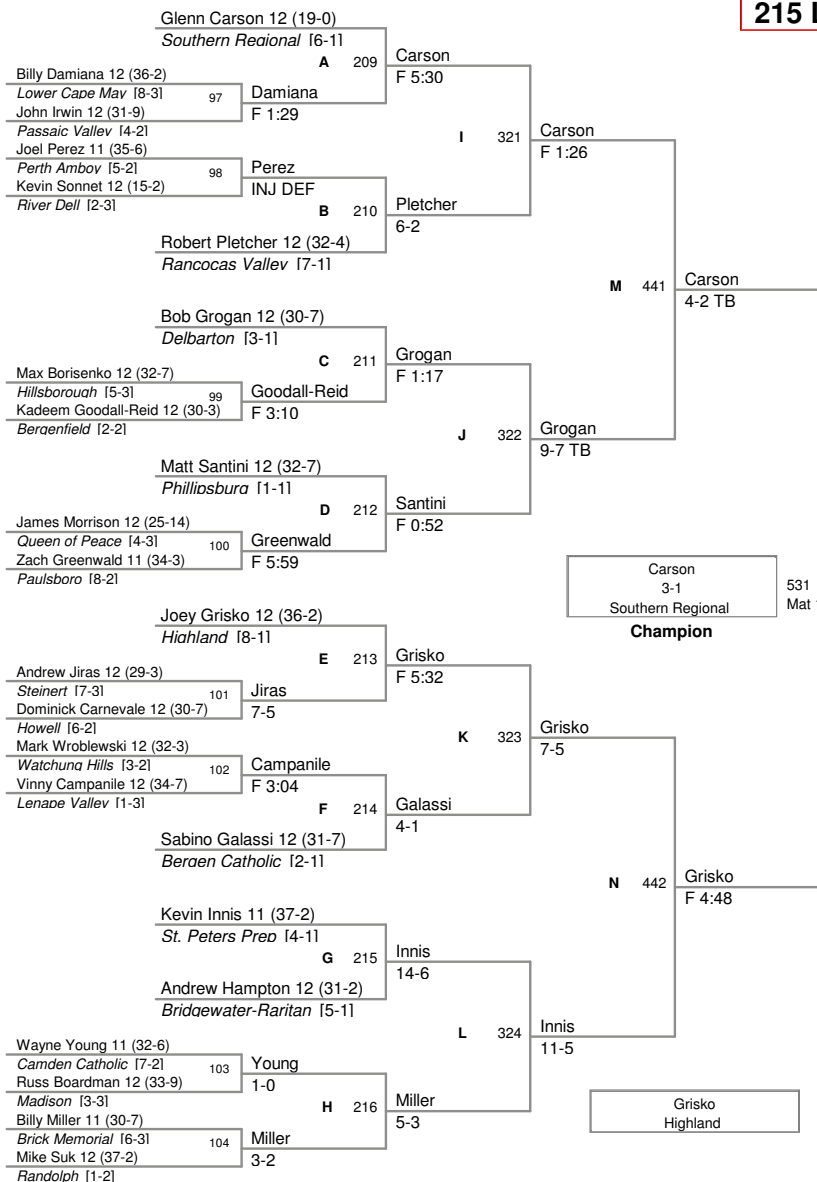 215 L
Glenn Carson 12 (19-0)
Southern Regional [6-1]
A 209
Carson
F 5:30
Billy Damiana 12 (36-2)
Lower Cape May [8-3]
97
Damiana
F 1:29
John Irwin 12 (31-9)
Passaic Valley [4-2]
I 321
Carson
F 1:26
Joel Perez 11 (35-6)
Perth Amboy [5-2]
98
Perez
INJ DEF
Kevin Sonnet 12 (15-2)
River Dell [2-3]
B 210
Pletcher
6-2
Robert Pletcher 12 (32-4)
Rancocas Valley [7-1]
M 441
Carson
4-2 TB
Bob Grogan 12 (30-7)
Delbarton [3-1]
C 211
Grogan
F 1:17
Max Borisenko 12 (32-7)
Hillsborough [5-3]
99
Goodall-Reid
F 3:10
Kadeem Goodall-Reid 12 (30-3)
Bergenfield [2-2]
J 322
Grogan
9-7 TB
Matt Santini 12 (32-7)
Phillipsburg [1-1]
D 212
Santini
F 0:52
James Morrison 12 (25-14)
Queen of Peace [4-3]
100
Greenwald
F 5:59
Zach Greenwald 11 (34-3)
Paulsboro [8-2]
Carson
3-1
Southern Regional
531
Mat
Champion
Joey Grisko 12 (36-2)
Highland [8-1]
E 213
Grisko
F 5:32
Andrew Jiras 12 (29-3)
Steinert [7-3]
101
Jiras
7-5
Dominick Carnevale 12 (30-7)
Howell [6-2]
K 323
Grisko
7-5
Mark Wroblewski 12 (32-3)
Watchung Hills [3-2]
102
Campanile
F 3:04
Vinny Campanile 12 (34-7)
Lenape Valley [1-3]
F 214
Galassi
4-1
Sabino Galassi 12 (31-7)
Bergen Catholic [2-1]
N 442
Grisko
F 4:48
Kevin Innis 11 (37-2)
St. Peters Prep [4-1]
G 215
Innis
14-6
Andrew Hampton 12 (31-2)
Bridgewater-Raritan [5-1]
L 324
Innis
11-5
Wayne Young 11 (32-6)
Camden Catholic [7-2]
103
Young
1-0
Russ Boardman 12 (33-9)
Madison [3-3]
H 216
Miller
5-3
Billy Miller 11 (30-7)
Brick Memorial [6-3]
104
Miller
3-2
Mike Suk 12 (37-2)
Randolph [1-2]
Grisko
Highland